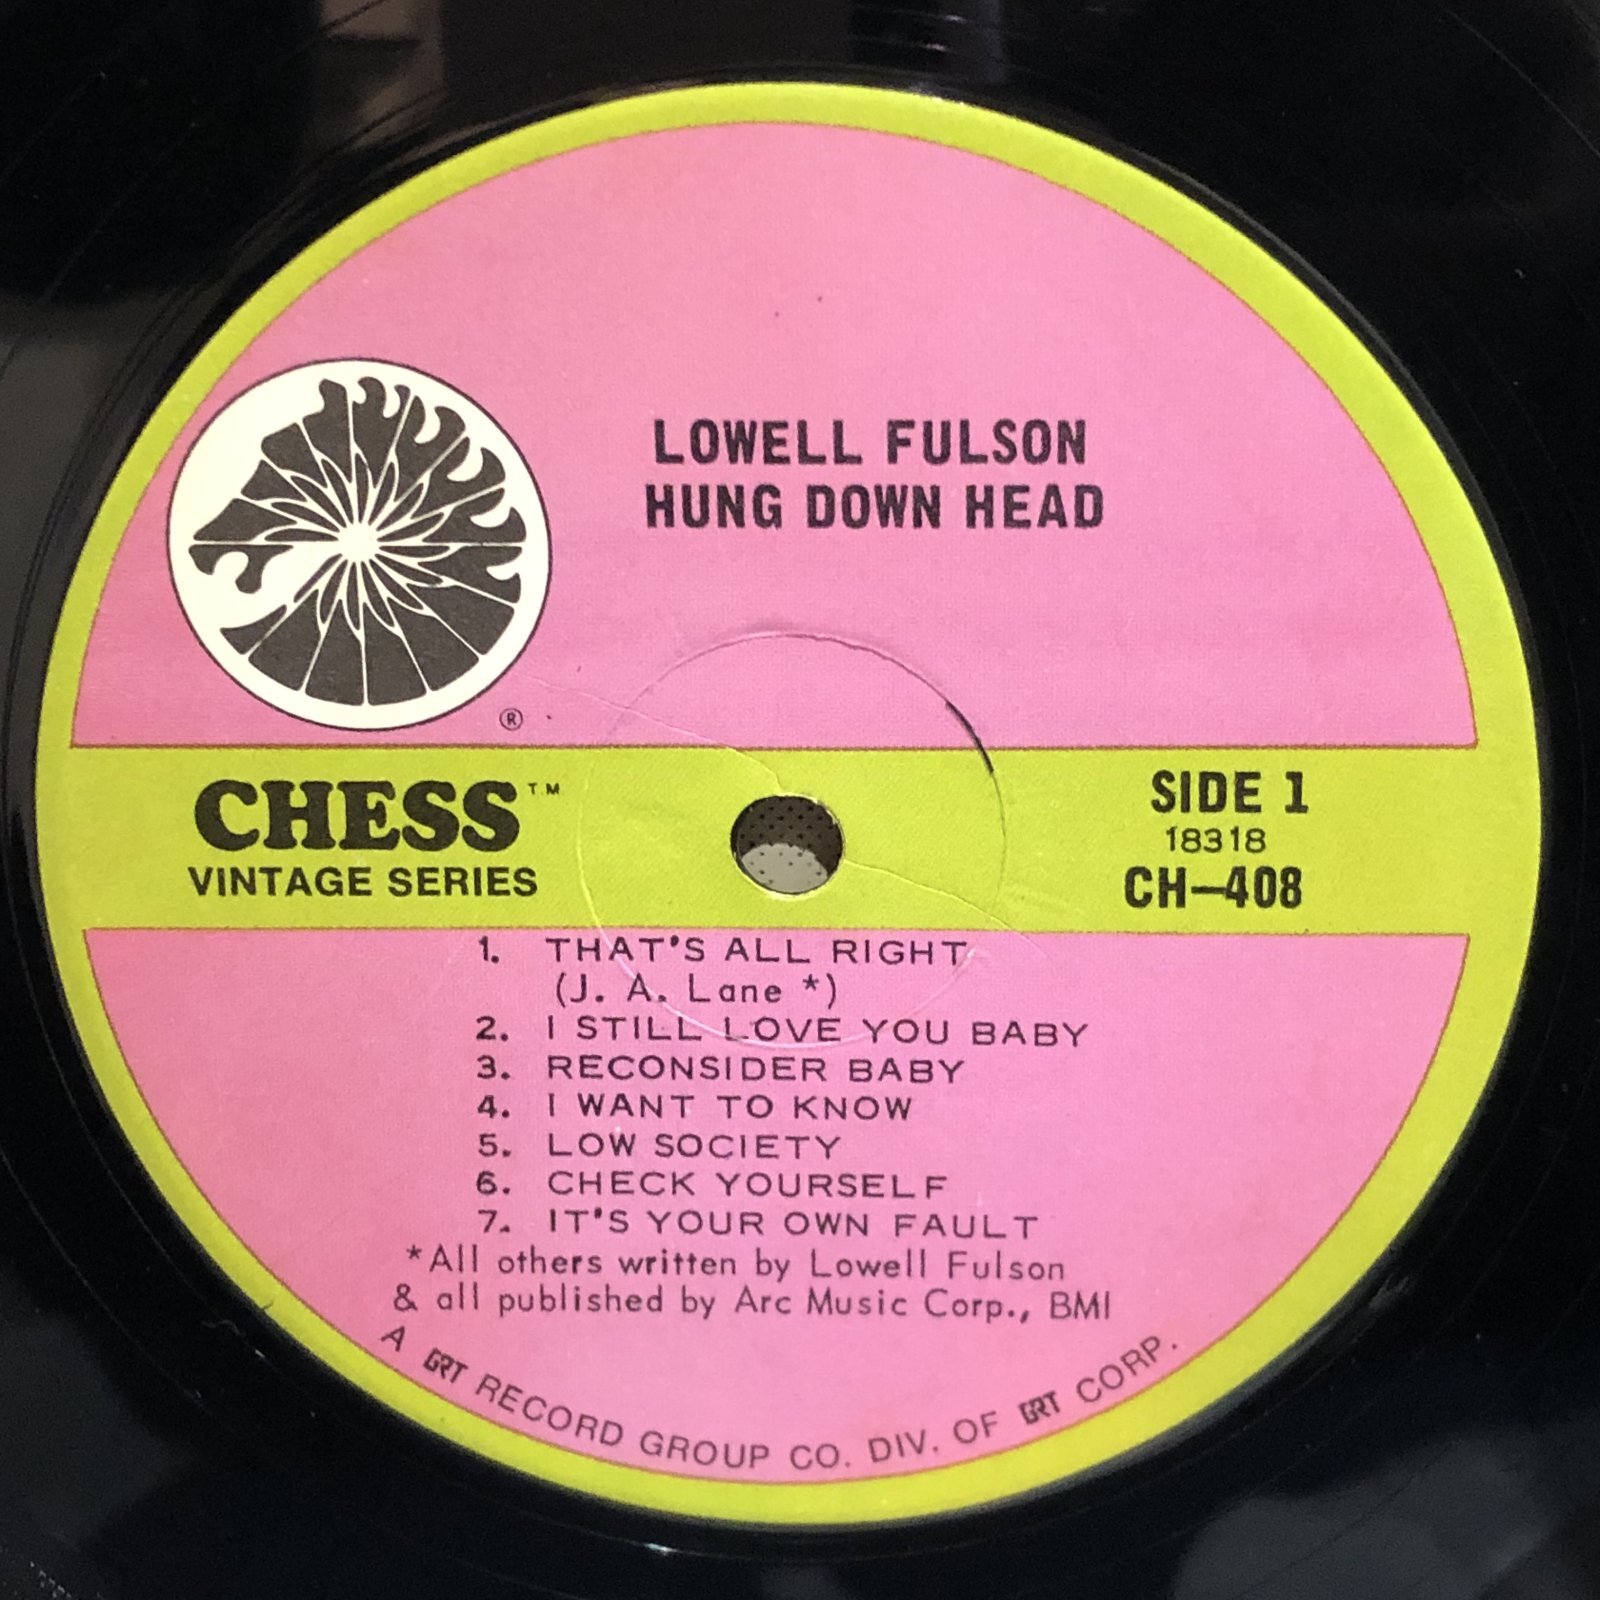 LOWELL FULSON
HUNG DOWN HEAD
®
CHESS™
VINTAGE SERIES
SIDE 1
18318
CH-408
1. THAT'S ALL RIGHT
(J. A. Lane *)
2. I STILL LOVE YOU BABY
3. RECONSIDER BABY
4. I WANT TO KNOW
5. LOW SOCIETY
6. CHECK YOURSELF
7. IT'S YOUR OWN FAULT
*All others written by Lowell Fulson
& all published by Arc Music Corp., BMI
A GRT RECORD GROUP CO. DIV. OF GRT CORP.